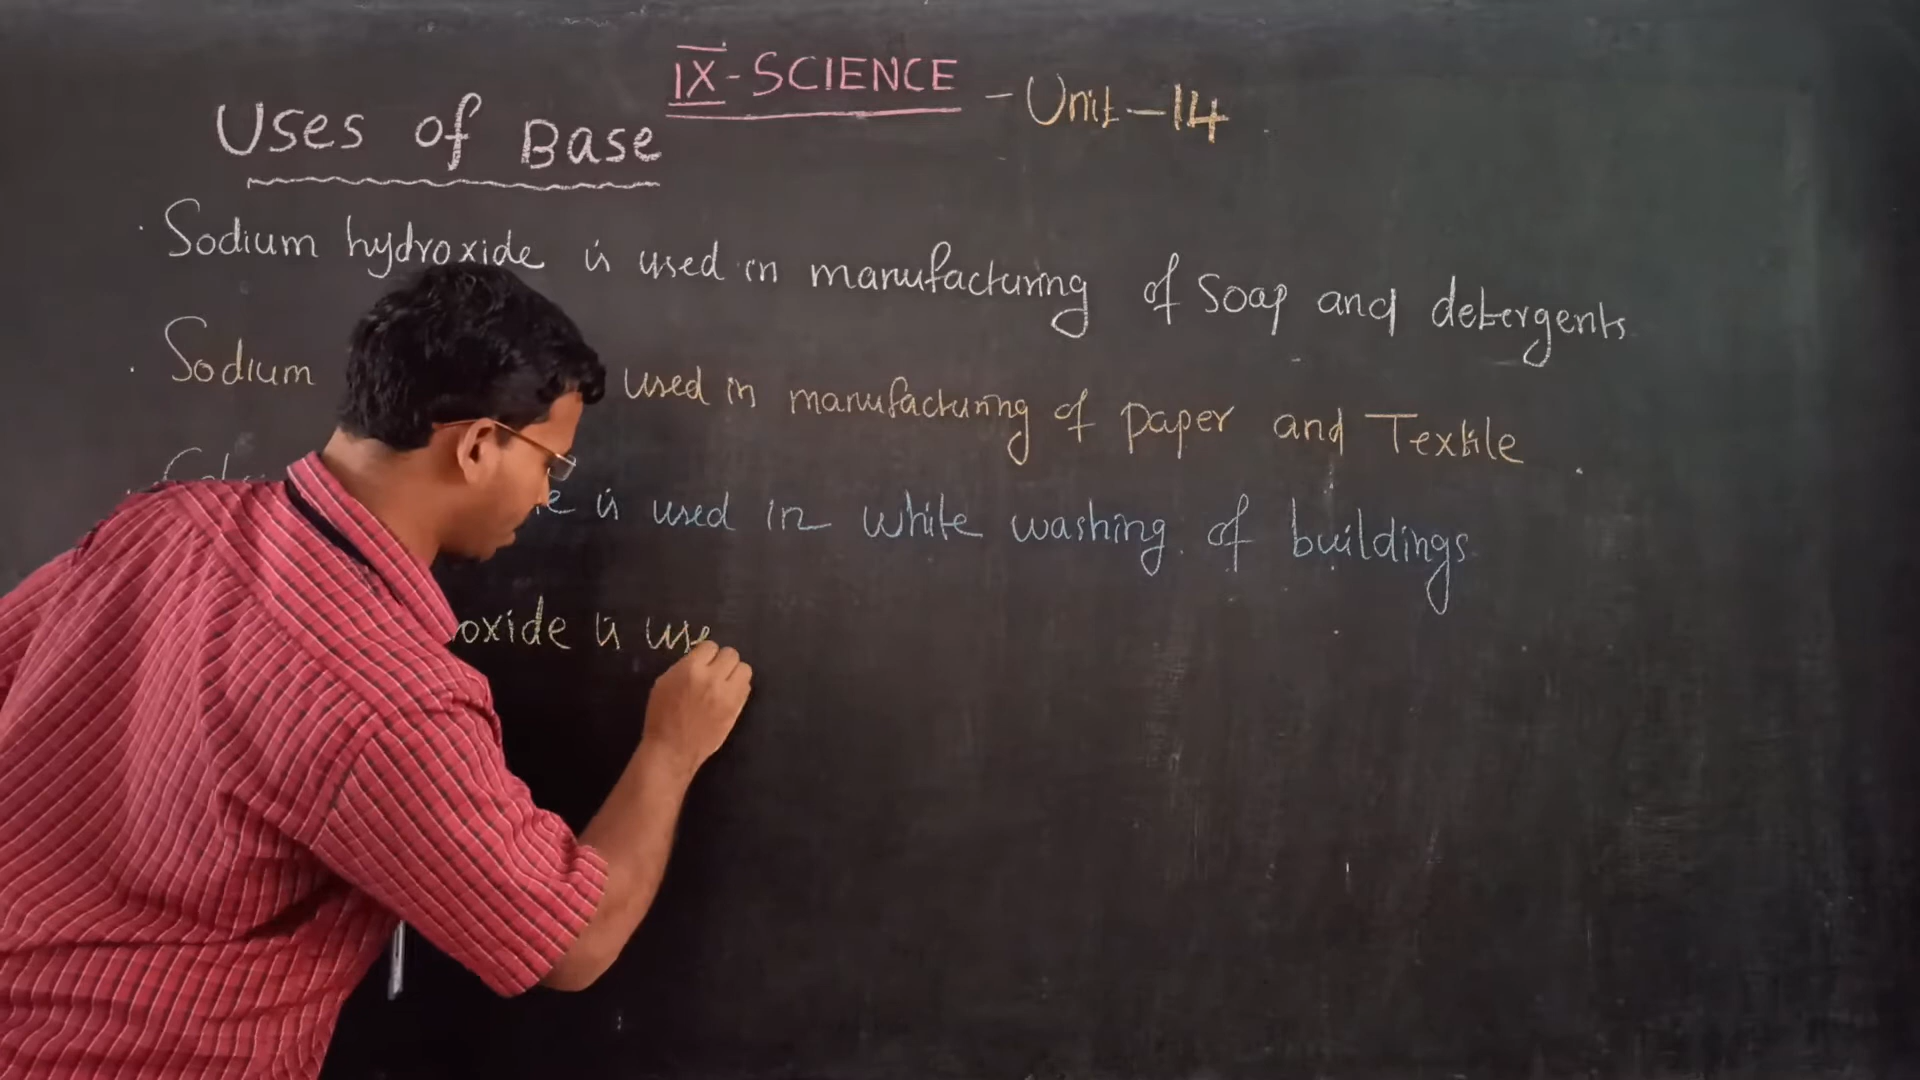 IX-SCIENCE - Unit-14
Uses of Base
Sodium hydroxide is used in manufacturing of Soap and detergents
Sodium used in manufacturing of paper and Textile
is used in white washing of buildings
oxide is use